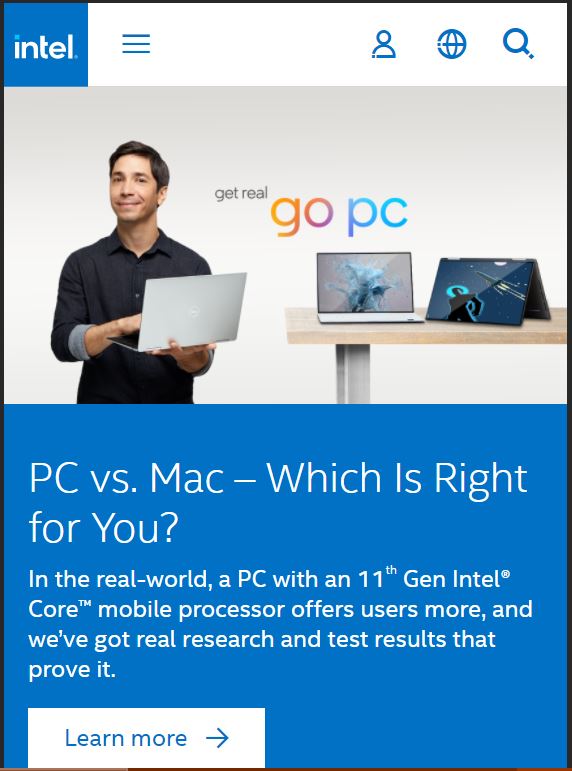 intel.
get real
go pc
PC vs. Mac – Which Is Right
for You?
In the real-world, a PC with an 11th Gen Intel®
Core™ mobile processor offers users more, and
we've got real research and test results that
prove it.
Learn more →